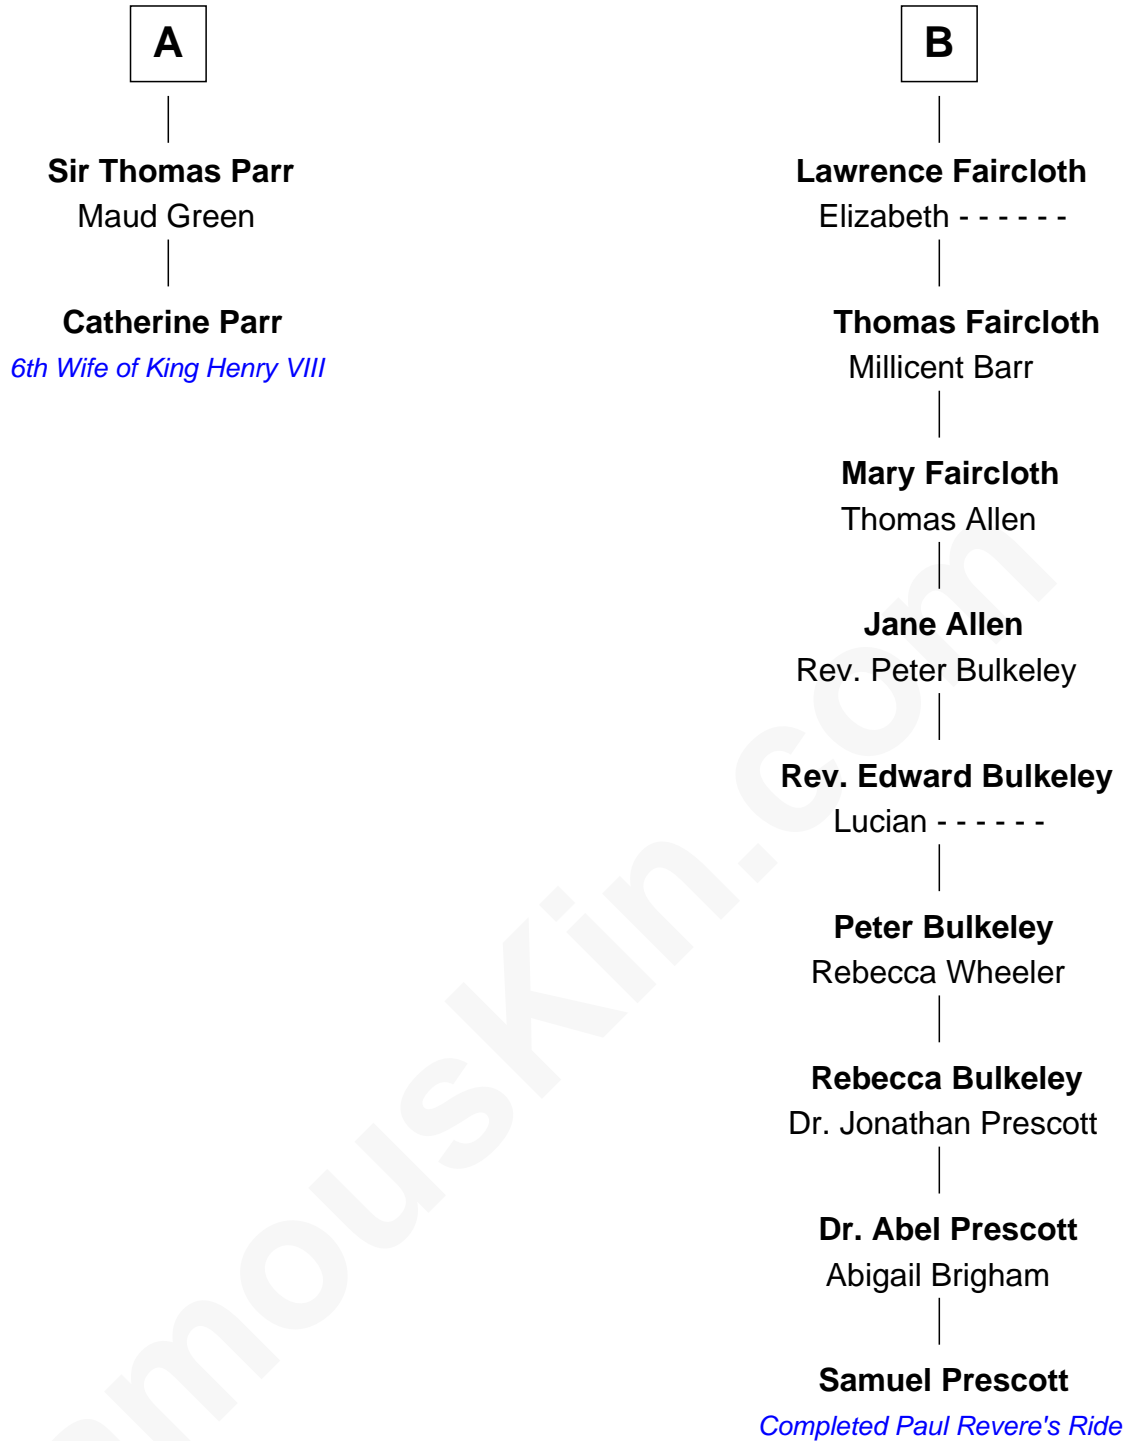 A
Sir Thomas Parr
Maud Green
Catherine Parr
6th Wife of King Henry VIII
B
Lawrence Faircloth
Elizabeth - - - - - -
Thomas Faircloth
Millicent Barr
Mary Faircloth
Thomas Allen
Jane Allen
Rev. Peter Bulkeley
Rev. Edward Bulkeley
Lucian - - - - - -
Peter Bulkeley
Rebecca Wheeler
Rebecca Bulkeley
Dr. Jonathan Prescott
Dr. Abel Prescott
Abigail Brigham
Samuel Prescott
Completed Paul Revere's Ride
amouskin.com